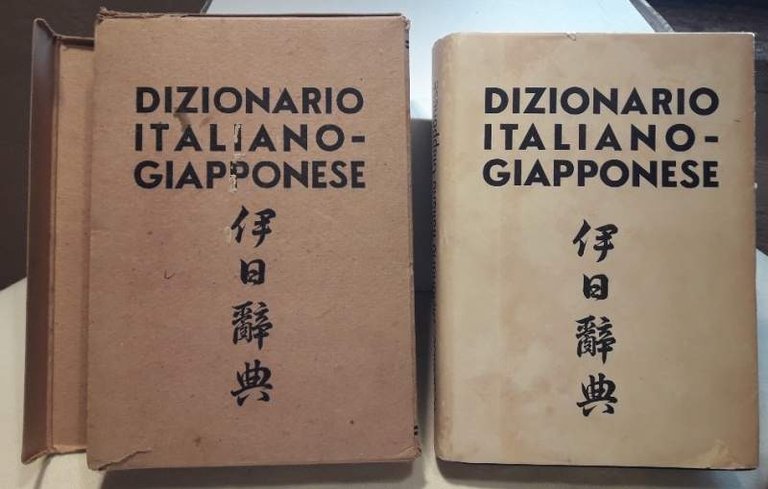 DIZIONARIO
ITALIANO-
GIAPPONESE
伊日辭典
DIZIONARIO
ITALIANO-
GIAPPONESE
伊日辭典